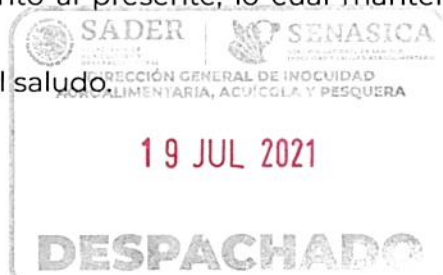 nto al presente, lo cual manter
SADER SENASICA
l saludo.
DIRECCIÓN GENERAL DE INOCUIDAD
AGROALIMENTARIA, ACUÍCOLA Y PESQUERA
19 JUL 2021
DESPACHADO